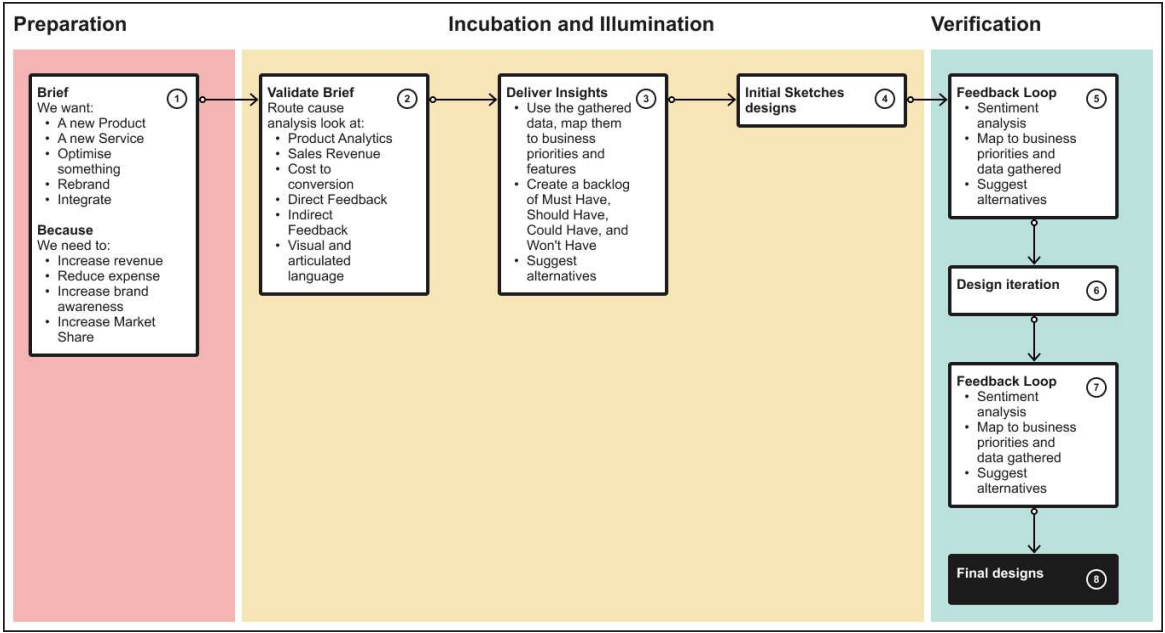 Preparation
Incubation and Illumination
Verification
Brief
1
We want:
• A new Product
• A new Service
• Optimise
something
• Rebrand
• Integrate
Because
We need to:
• Increase revenue
• Reduce expense
• Increase brand
awareness
• Increase Market
Share
Validate Brief
2
Route cause
analysis look at:
• Product Analytics
• Sales Revenue
• Cost to
conversion
• Direct Feedback
• Indirect
Feedback
• Visual and
articulated
language
Deliver Insights
3
• Use the gathered
data, map them
to business
priorities and
features
• Create a backlog
of Must Have,
Should Have,
Could Have, and
Won't Have
• Suggest
alternatives
Initial Sketches
designs
4
Feedback Loop
5
• Sentiment
analysis
• Map to business
priorities and
data gathered
• Suggest
alternatives
Design iteration
6
Feedback Loop
7
• Sentiment
analysis
• Map to business
priorities and
data gathered
• Suggest
alternatives
Final designs
8